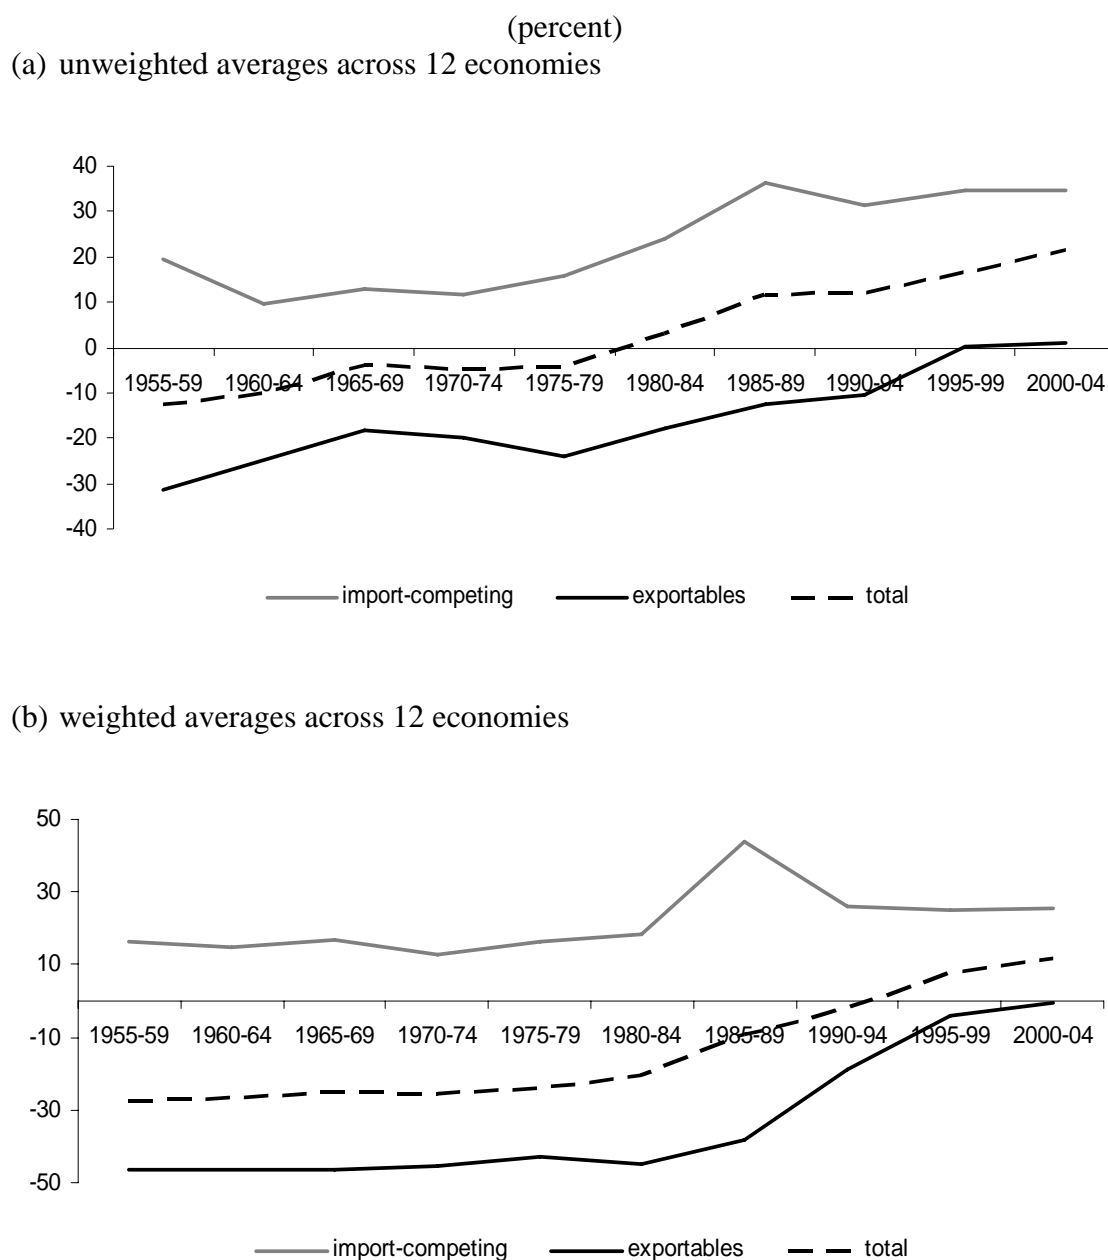 (percent)
(a) unweighted averages across 12 economies
40
30
20
10
0
1955-59 1960-64 1965-69 1970-74 1975-79 1980-84 1985-89 1990-94 1995-99 2000-04
-10
-20
-30
-40
import-competing exportables total
(b) weighted averages across 12 economies
50
30
10
1955-59 1960-64 1965-69 1970-74 1975-79 1980-84 1985-89 1990-94 1995-99 2000-04
-10
-30
-50
import-competing exportables total